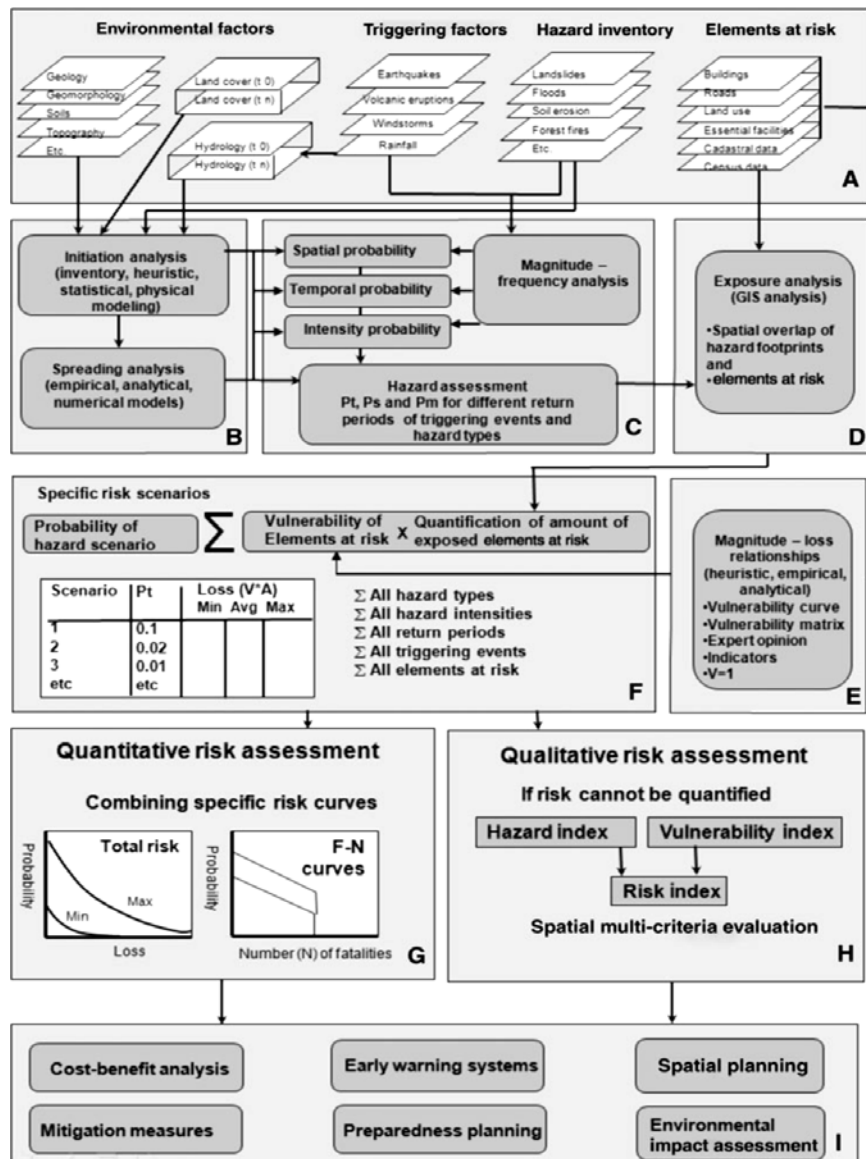 Environmental factors
Triggering factors
Hazard inventory
Elements at risk
Geology
Geomorphology
Soils
Topography
Etc.
Land cover (t 0)
Land cover (t n)
Hydrology (t 0)
Hydrology (t n)
Earthquakes
Volcanic eruptions
Windstorms
Rainfall
Landslides
Floods
Soil erosion
Forest fires
Etc.
Buildings
Roads
Land use
Essential facilities
Cadastral data
Census data
A
Initiation analysis
(inventory, heuristic,
statistical, physical
modeling)
Spreading analysis
(empirical, analytical,
numerical models)
B
Spatial probability
Temporal probability
Intensity probability
Magnitude –
frequency analysis
Hazard assessment
Pt, Ps and Pm for different return
periods of triggering events and
hazard types
C
Exposure analysis
(GIS analysis)
•Spatial overlap of
hazard footprints
and
•elements at risk
D
Specific risk scenarios
Probability of
hazard scenario
Σ
Vulnerability of
Elements at risk
X
Quantification of amount of
exposed elements at risk
Scenario Pt Loss (V*A)
Min Avg Max
1 0.1
2 0.02
3 0.01
etc etc
Σ All hazard types
Σ All hazard intensities
Σ All return periods
Σ All triggering events
Σ All elements at risk
F
Magnitude – loss
relationships
(heuristic, empirical,
analytical)
•Vulnerability curve
•Vulnerability matrix
•Expert opinion
•Indicators
•V=1
E
Quantitative risk assessment
Combining specific risk curves
Probability
Total risk
Max
Min
Loss
Probability
F-N
curves
Number (N) of fatalities
G
Qualitative risk assessment
If risk cannot be quantified
Hazard index
Vulnerability index
Risk index
Spatial multi-criteria evaluation
H
Cost-benefit analysis
Early warning systems
Spatial planning
Mitigation measures
Preparedness planning
Environmental
impact assessment
I